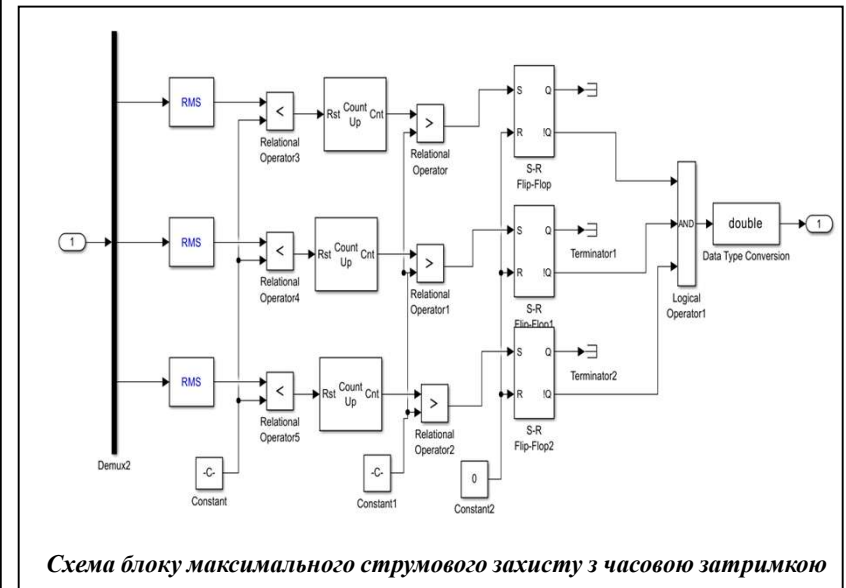 RMS
<
Relational
Operator3
Rst Count Cnt
Up
>
Relational
Operator
S Q
R !Q
S-R
Flip-Flop
1
RMS
<
Relational
Operator4
Rst Count Cnt
Up
>
Relational
Operator1
S Q
R !Q
S-R
Flip-Flop1
Terminator1
AND
Logical
Operator1
double
Data Type Conversion
1
RMS
<
Relational
Operator5
Rst Count Cnt
Up
>
Relational
Operator2
S Q
R !Q
S-R
Flip-Flop2
Terminator2
Demux2
-C-
Constant
-C-
Constant1
0
Constant2
Схема блоку максимального струмового захисту з часовою затримкою